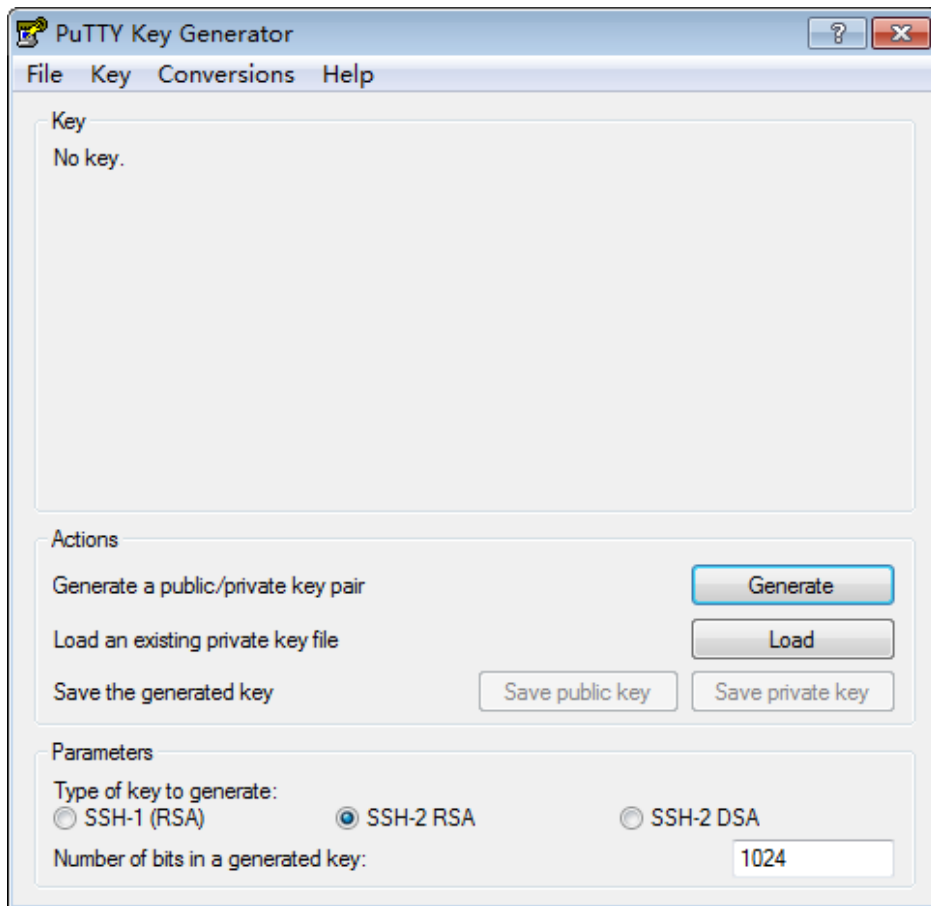 PuTTY Key Generator
File Key Conversions Help
Key
No key.
Actions
Generate a public/private key pair Generate
Load an existing private key file Load
Save the generated key Save public key Save private key
Parameters
Type of key to generate:
SSH-1 (RSA) SSH-2 RSA SSH-2 DSA
Number of bits in a generated key: 1024